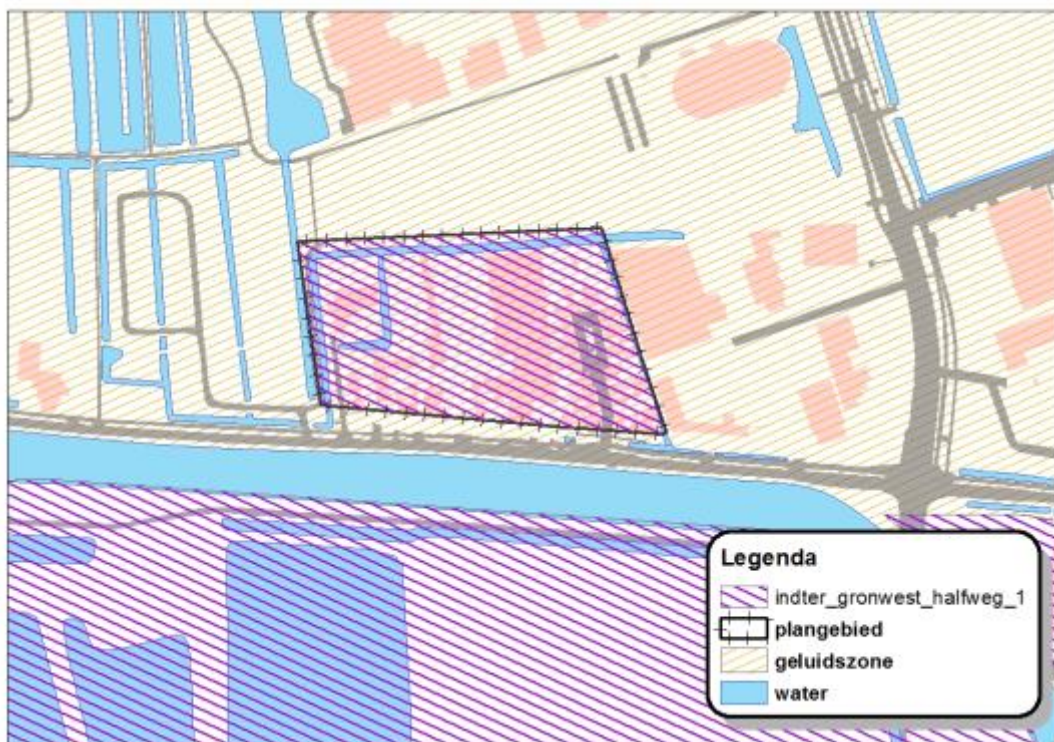 Legenda
indter_gronwest_halfweg_1
plangebied
geluidszone
water